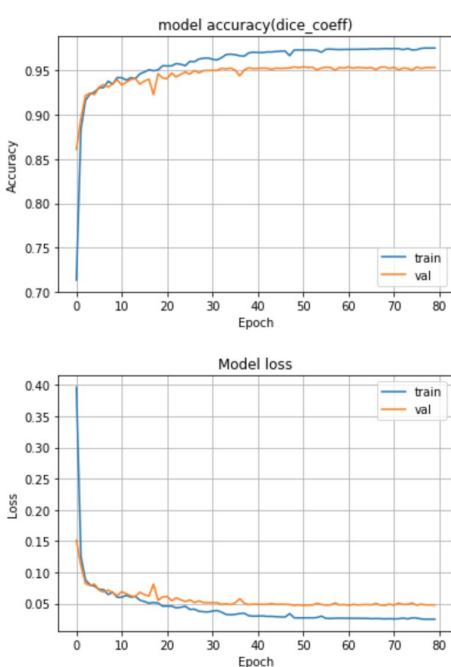 model accuracy(dice_coeff)
0.95
0.90
0.85
0.80
0.75
0.70
Accuracy
train
val
0 10 20 30 40 50 60 70 80
Epoch
Model loss
0.40
0.35
0.30
0.25
0.20
0.15
0.10
0.05
Loss
train
val
0 10 20 30 40 50 60 70 80
Epoch